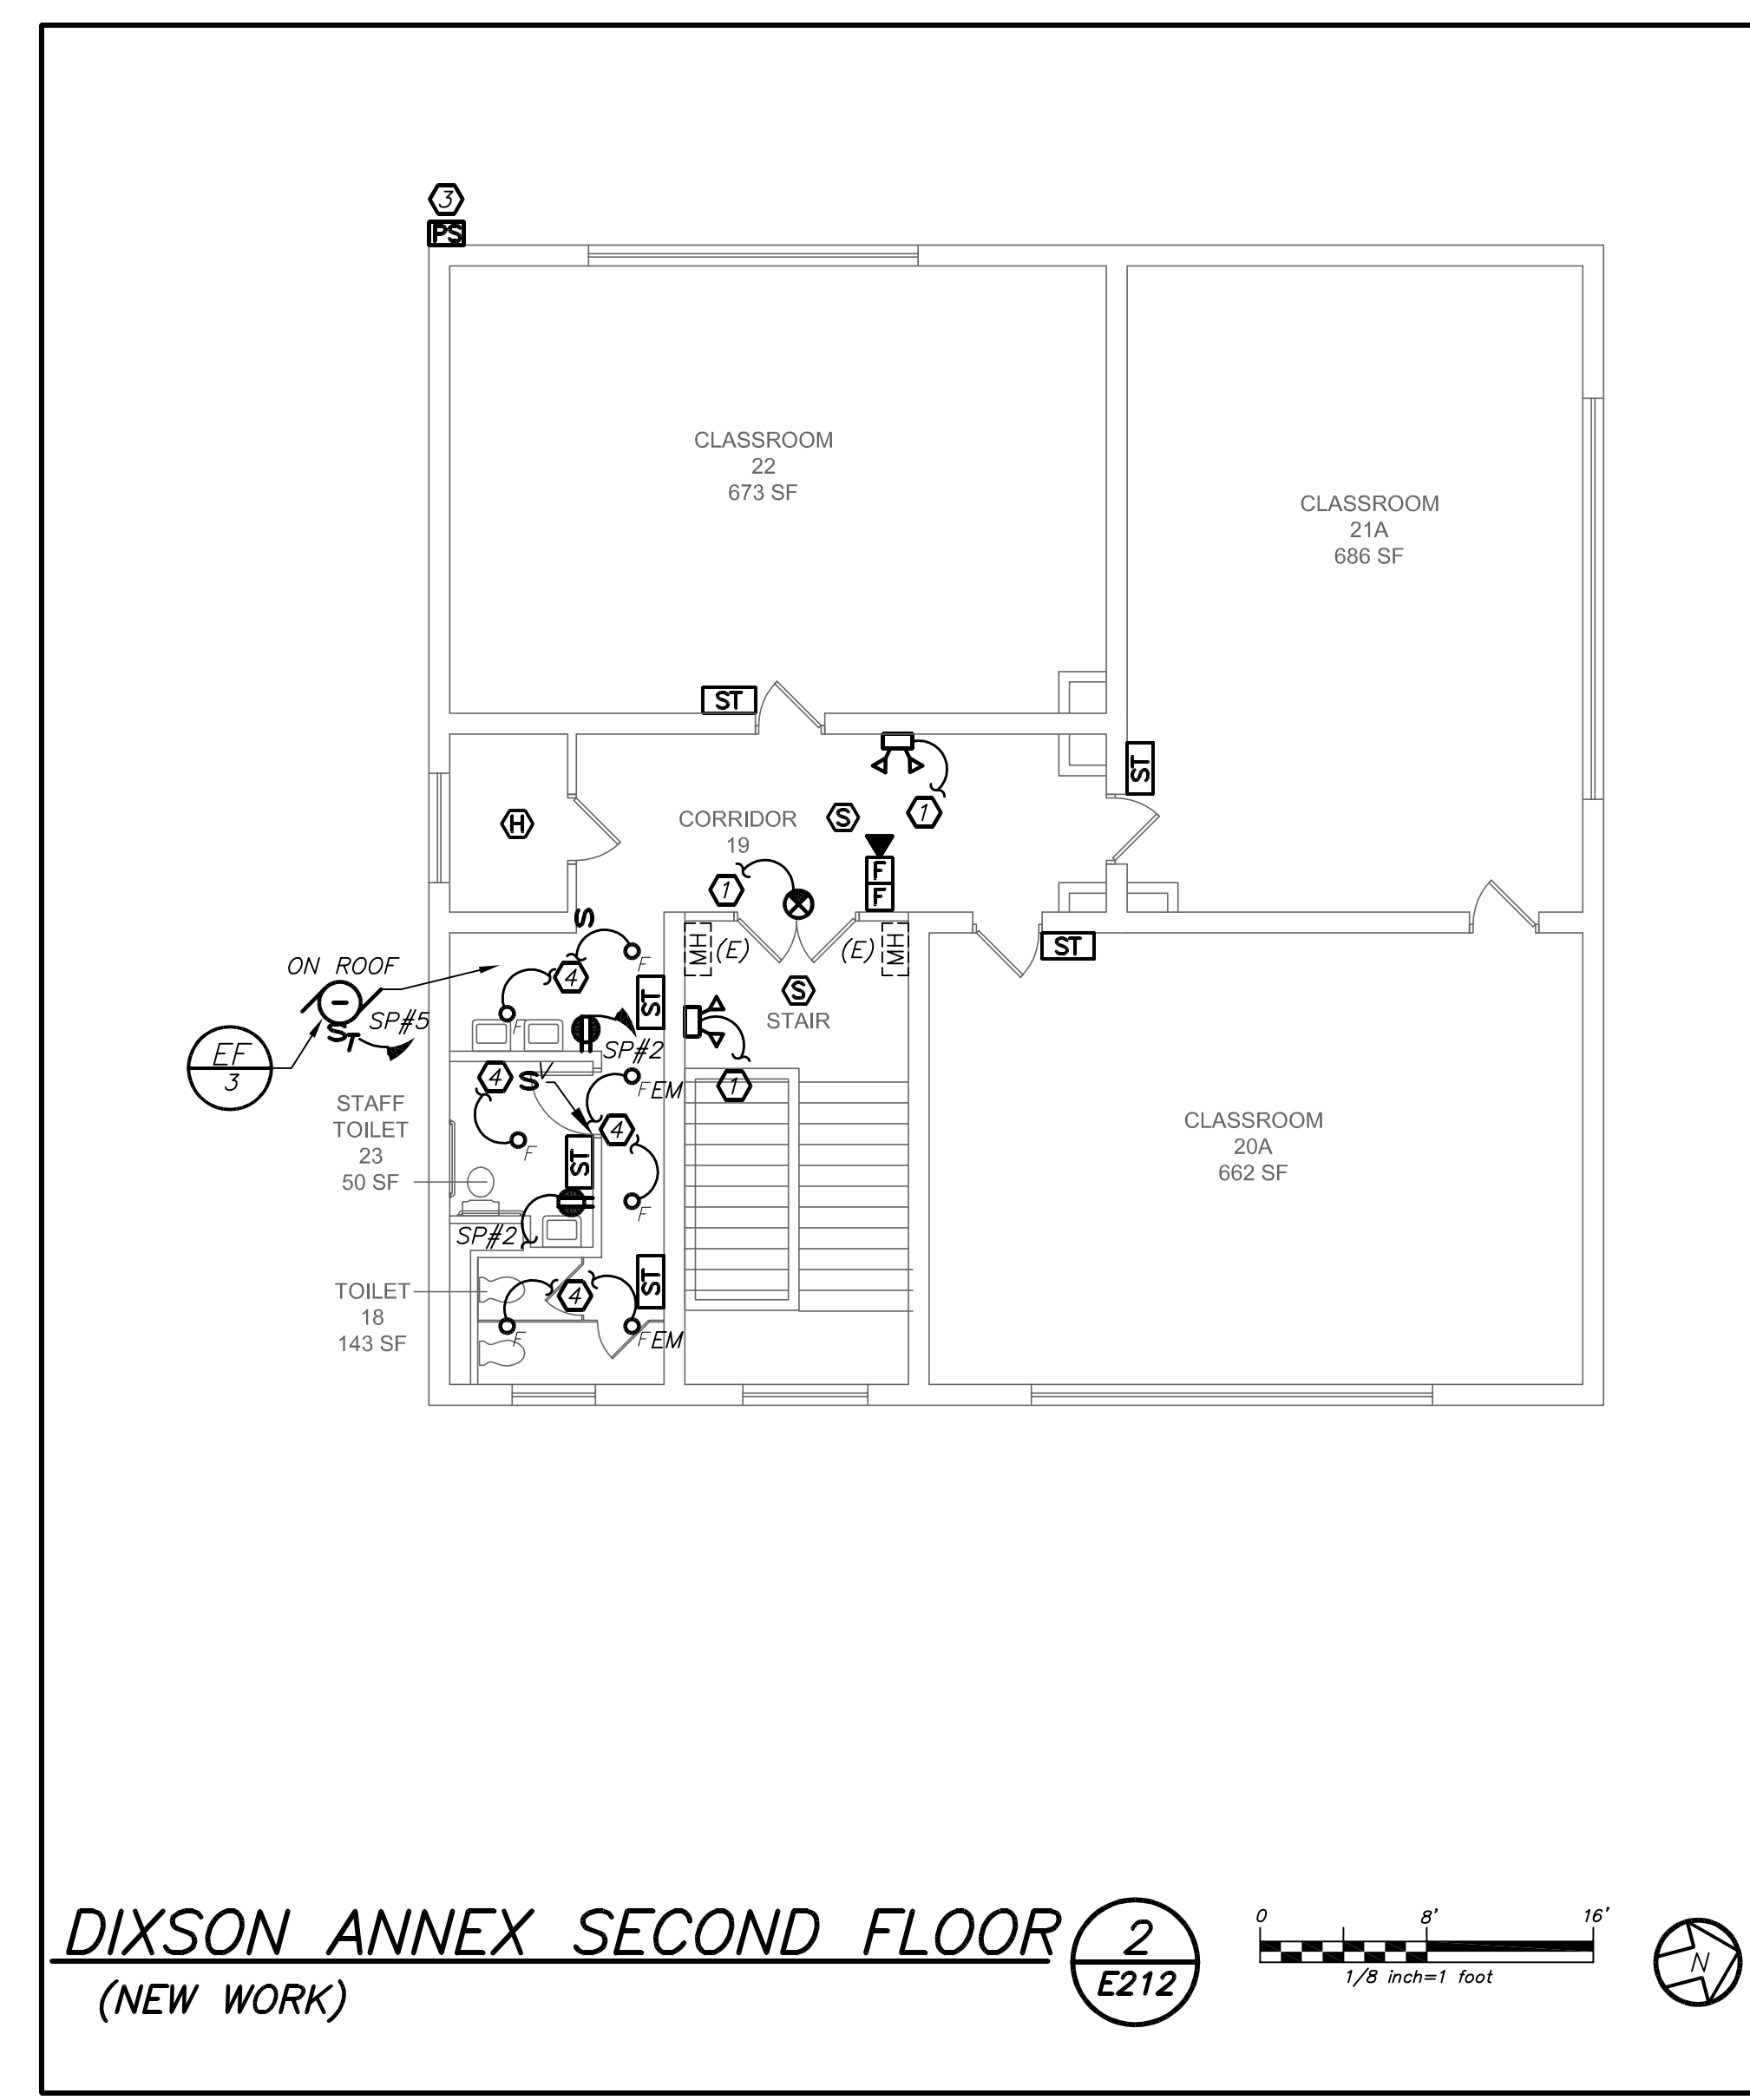 3
PS
CLASSROOM
22
673 SF
CLASSROOM
21A
686 SF
ST
ST
H
CORRIDOR
19
S
1
F
F
1
S
MH
(E)
(E)
MH
ST
ON ROOF
F
4
ST
S
STAIR
F
SP#5
ST
SP#2
EF
3
4
S V
F EM
1
STAFF
TOILET
23
50 SF
4
F
ST
CLASSROOM
20A
662 SF
F
SP#2
TOILET
18
143 SF
4
ST
F
F EM
DIXSON ANNEX SECOND FLOOR
(NEW WORK)
2
E212
0 8' 16'
1/8 inch=1 foot
N